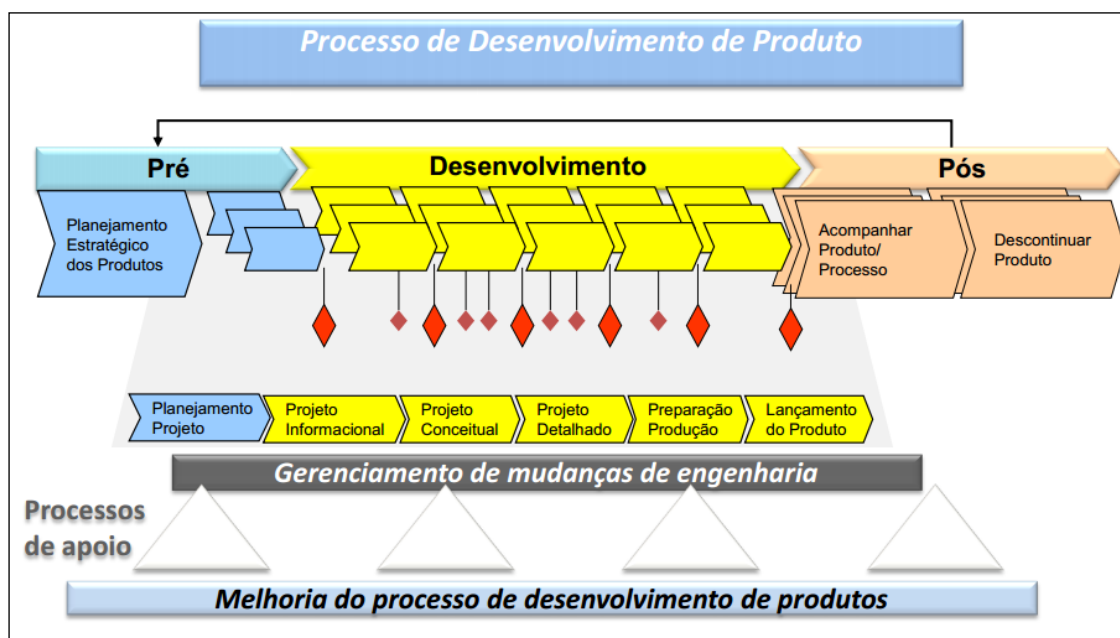 Processo de Desenvolvimento de Produto
Pré
Desenvolvimento
Pós
Planejamento
Estratégico
dos Produtos
Acompanhar
Produto/
Processo
Descontinuar
Produto
Planejamento
Projeto
Projeto
Informacional
Projeto
Conceitual
Projeto
Detalhado
Preparação
Produção
Lançamento
do Produto
Gerenciamento de mudanças de engenharia
Processos
de apoio
Melhoria do processo de desenvolvimento de produtos